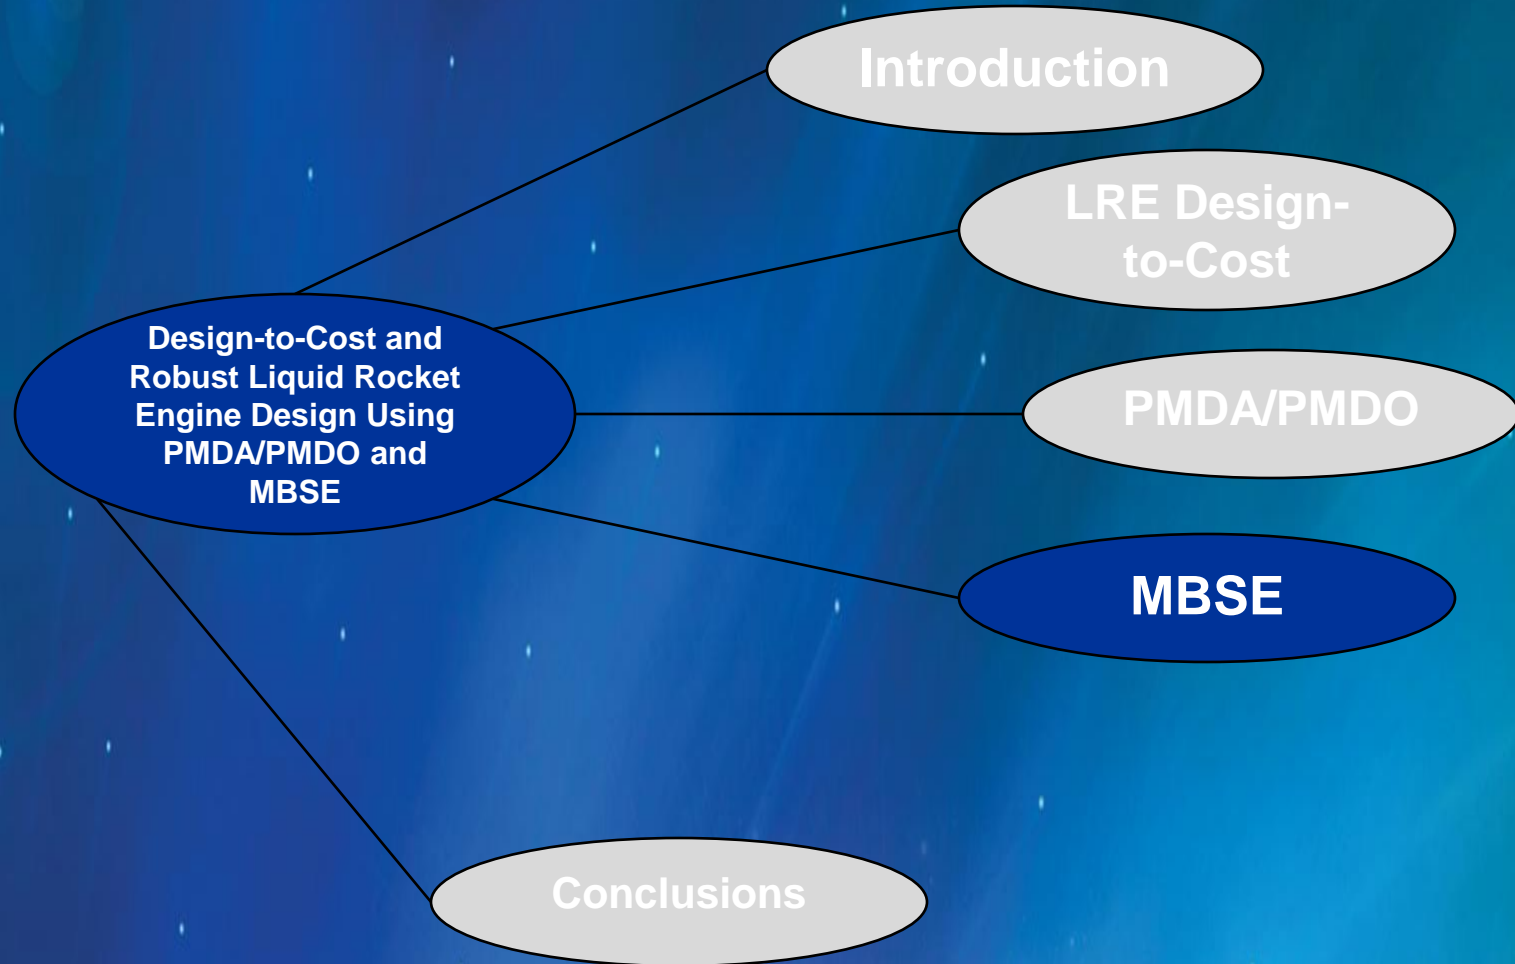 Introduction
LRE Design-
to-Cost
Design-to-Cost and
Robust Liquid Rocket
Engine Design Using
PMDA/PMDO and
MBSE
PMDA/PMDO
MBSE
Conclusions